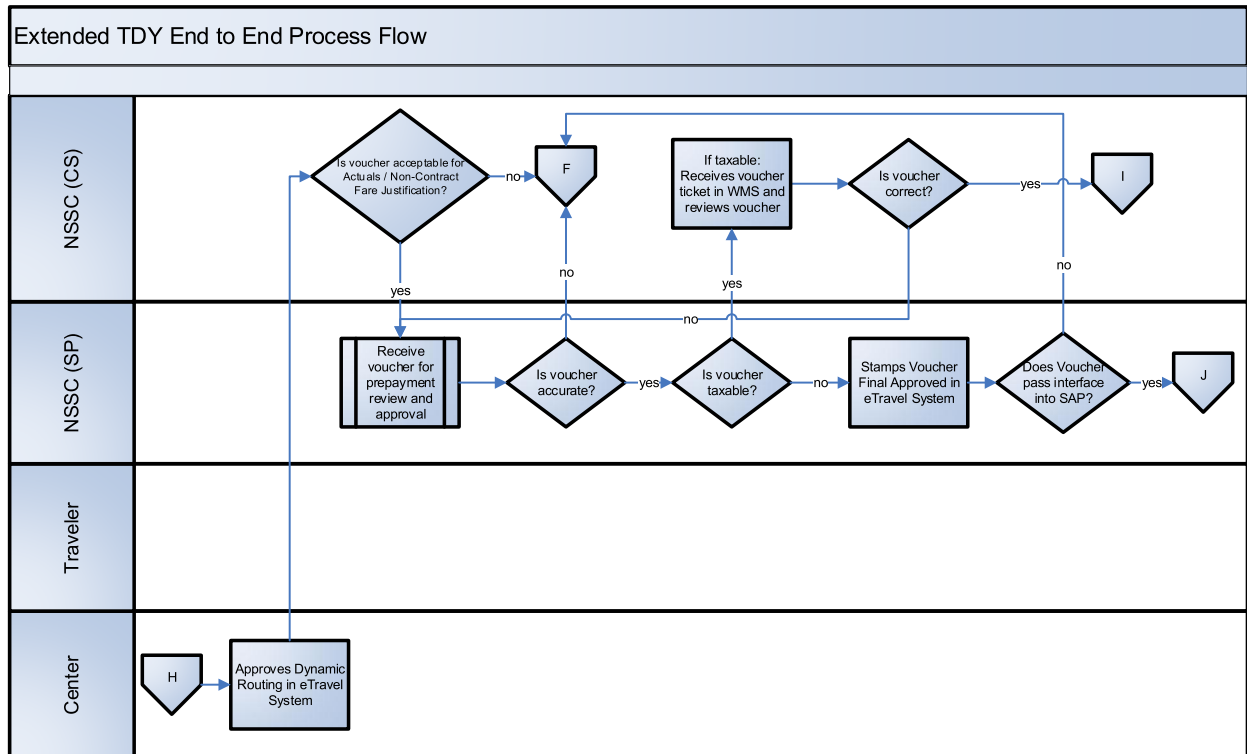 Extended TDY End to End Process Flow
NSSC (CS)
Is voucher acceptable for
Actuals / Non-Contract
Fare Justification?
no
F
If taxable:
Receives voucher
ticket in WMS and
reviews voucher
Is voucher
correct?
yes
I
yes
no
yes
no
no
NSSC (SP)
Receive
voucher for
prepayment
review and
approval
Is voucher
accurate?
yes
Is voucher
taxable?
no
Stamps Voucher
Final Approved in
eTravel System
Does Voucher
pass interface
into SAP?
yes
J
Traveler
Center
H
Approves Dynamic
Routing in eTravel
System